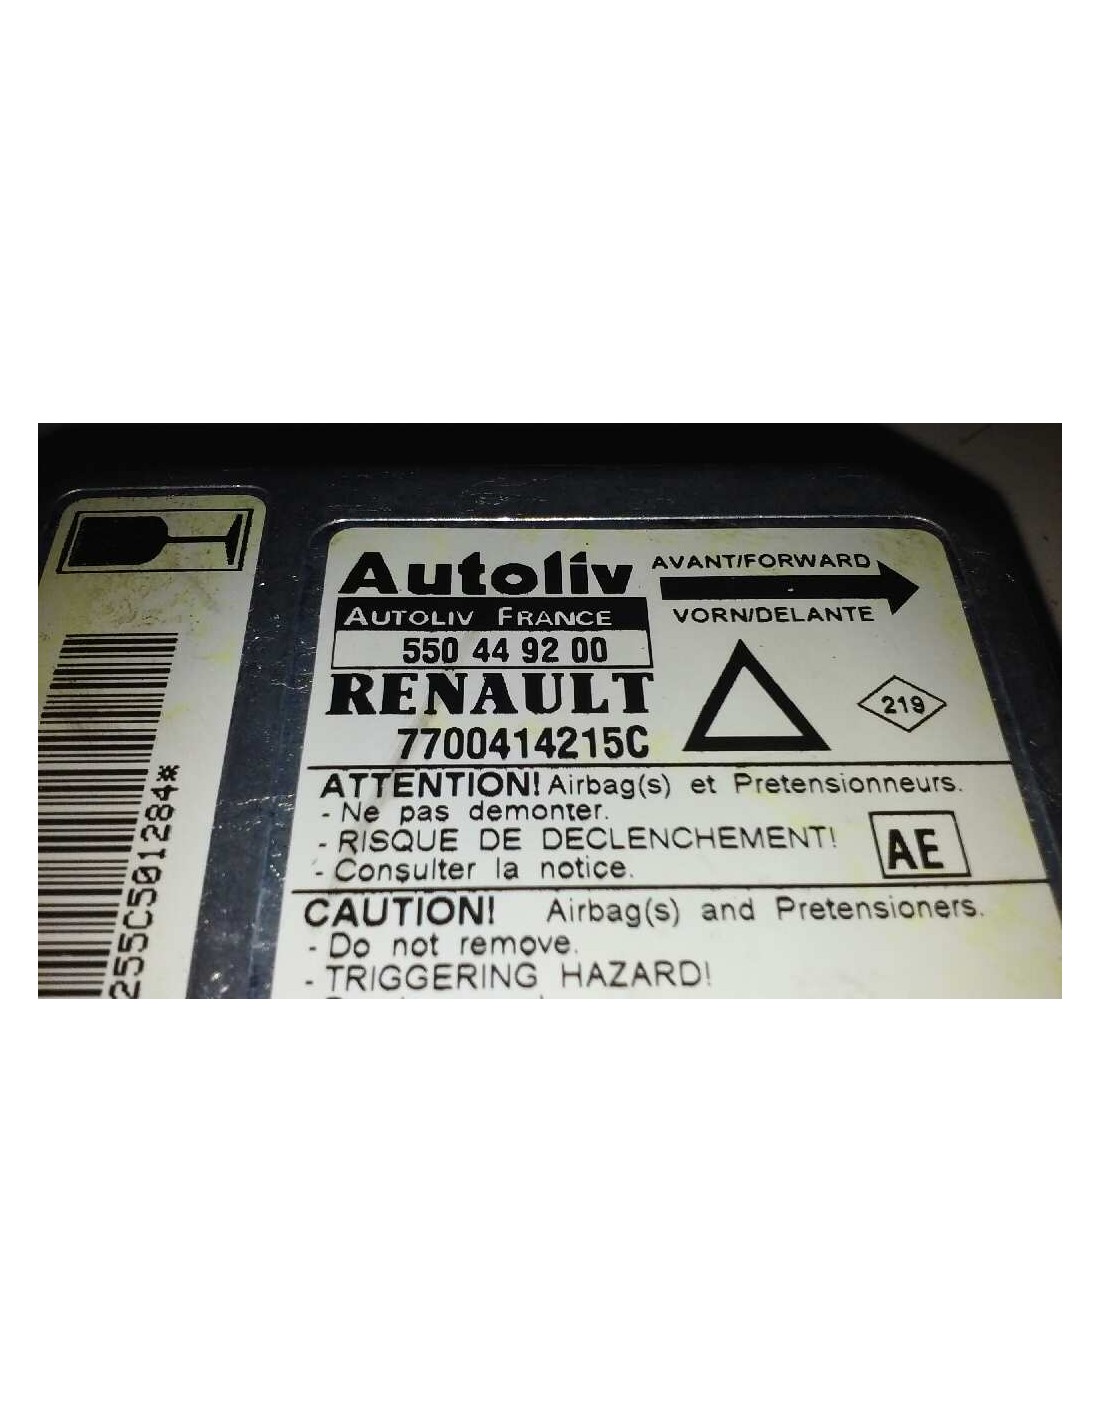 Autoliv
AUTOLIV FRANCE
550 44 92 00
RENAULT
7700414215C
AVANT/FORWARD
VORN/DELANTE
219
ATTENTION! Airbag(s) et Pretensionneurs.
- Ne pas demonter.
- RISQUE DE DECLENCHEMENT!
- Consulter la notice.
AE
CAUTION! Airbag(s) and Pretensioners.
- Do not remove.
- TRIGGERING HAZARD!
255C501284*